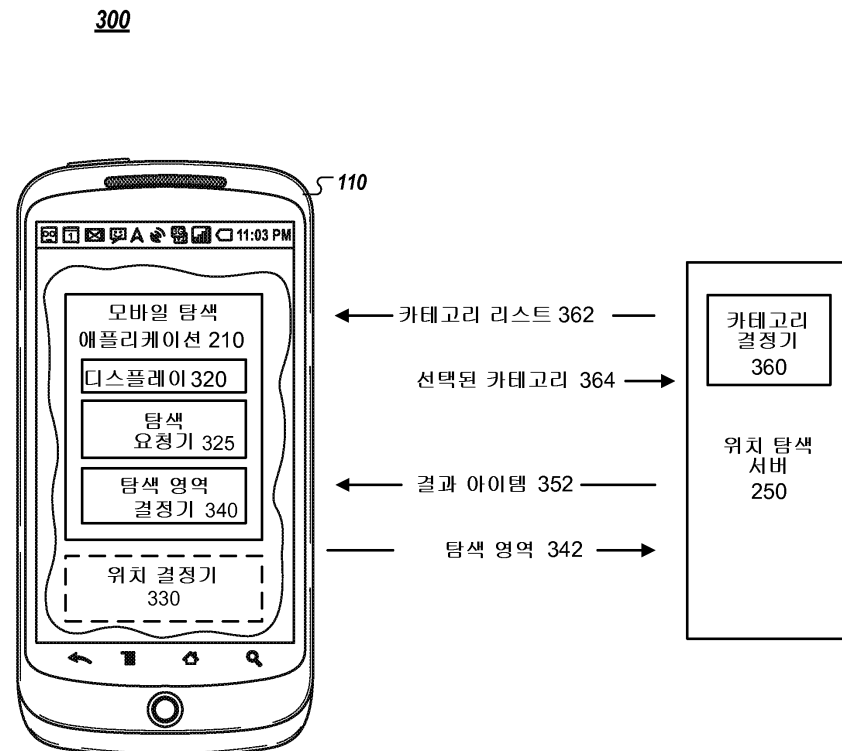 300
110
11:03 PM
모바일 탐색
애플리케이션 210
디스플레이 320
탐색
요청기 325
탐색 영역
결정기 340
위치 결정기
330
카테고리 리스트 362
선택된 카테고리 364
결과 아이템 352
탐색 영역 342
카테고리
결정기
360
위치 탐색
서버
250